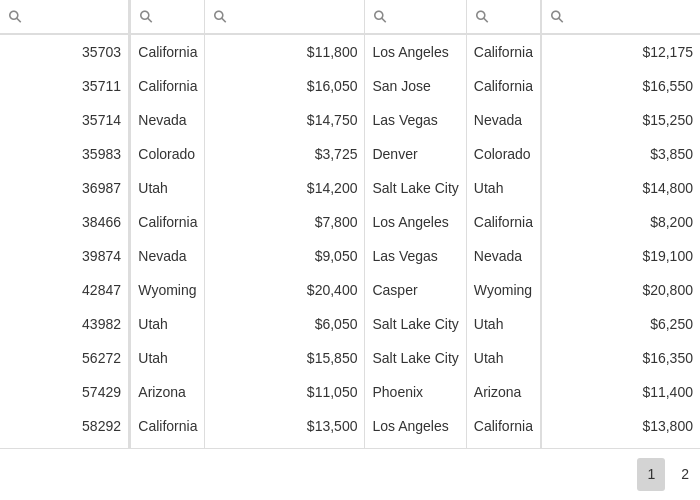 35703 California $11,800 Los Angeles California $12,175
35711 California $16,050 San Jose California $16,550
35714 Nevada $14,750 Las Vegas Nevada $15,250
35983 Colorado $3,725 Denver Colorado $3,850
36987 Utah $14,200 Salt Lake City Utah $14,800
38466 California $7,800 Los Angeles California $8,200
39874 Nevada $9,050 Las Vegas Nevada $19,100
42847 Wyoming $20,400 Casper Wyoming $20,800
43982 Utah $6,050 Salt Lake City Utah $6,250
56272 Utah $15,850 Salt Lake City Utah $16,350
57429 Arizona $11,050 Phoenix Arizona $11,400
58292 California $13,500 Los Angeles California $13,800
1 2